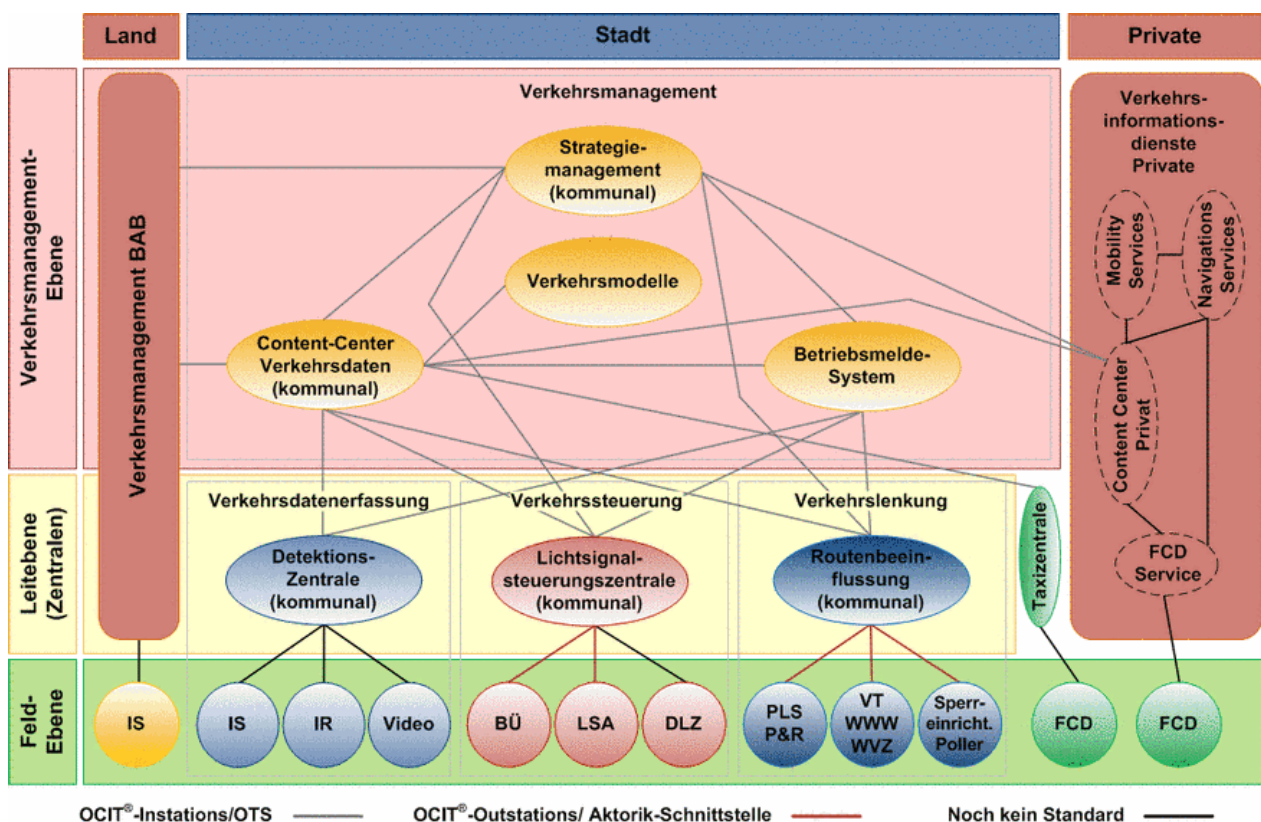 Land
Stadt
Private
Verkehrsmanagement-
Ebene
Verkehrsmanagement BAB
Verkehrsmanagement
Strategie-
management
(kommunal)
Verkehrsmodelle
Content-Center
Verkehrsdaten
(kommunal)
Betriebsmelde-
System
Verkehrs-
informations-
dienste
Private
Mobility
Services
Navigations
Services
Content Center
Privat
FCD
Service
Leitebene
(Zentralen)
Verkehrsdatenerfassung
Verkehrssteuerung
Verkehrslenkung
Detektions-
Zentrale
(kommunal)
Lichtsignal-
steuerungszentrale
(kommunal)
Routenbeein-
flussung
(kommunal)
Taxizentrale
Feld-
Ebene
IS
IS
IR
Video
BÜ
LSA
DLZ
PLS
P&R
VT
WWW
WVZ
Sperr-
einricht.
Poller
FCD
FCD
OCIT®-Instations/OTS
OCIT®-Outstations/ Aktorik-Schnittstelle
Noch kein Standard